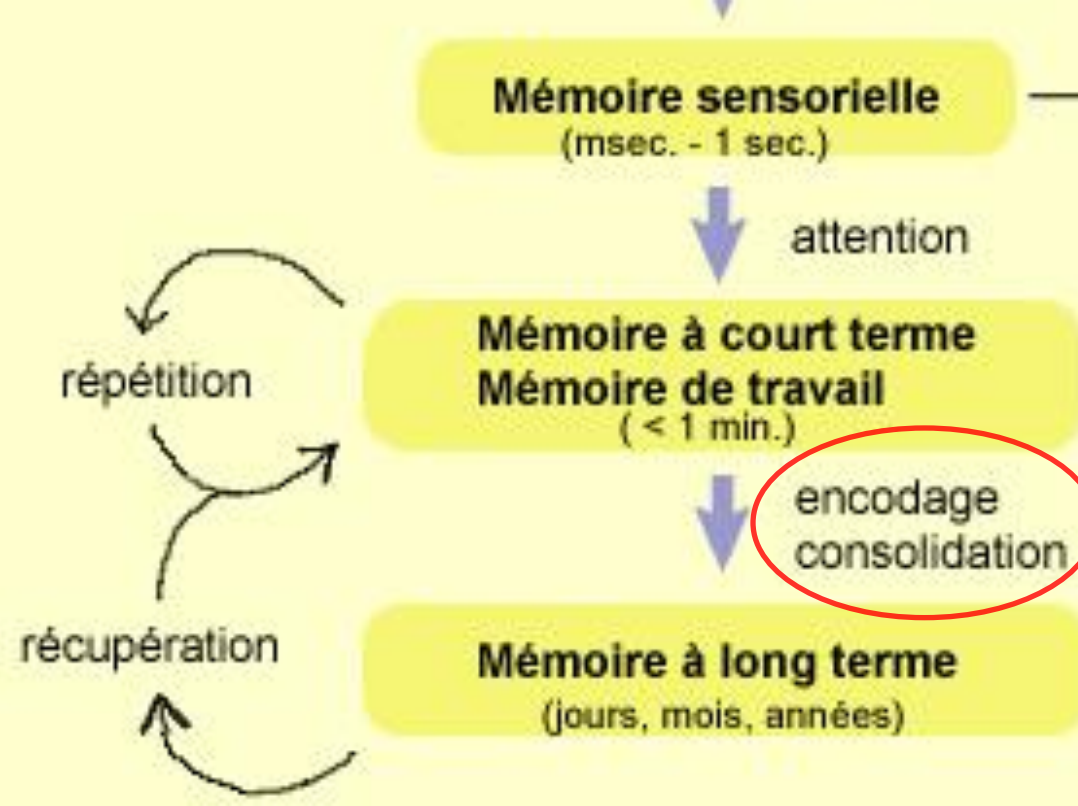 Mémoire sensorielle
(msec. - 1 sec.)
attention
Mémoire à court terme
Mémoire de travail
( < 1 min.)
répétition
encodage
consolidation
récupération
Mémoire à long terme
(jours, mois, années)